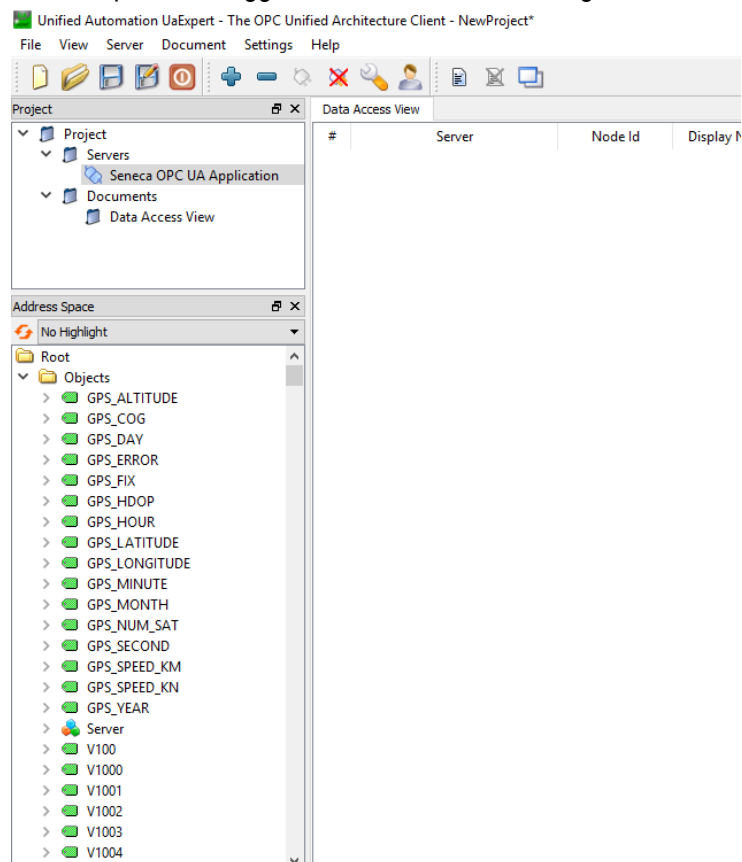 Unified Automation UaExpert - The OPC Unified Architecture Client - NewProject*
File View Server Document Settings Help
Project
Project
Servers
Seneca OPC UA Application
Documents
Data Access View
Address Space
No Highlight
Root
Objects
GPS_ALTITUDE
GPS_COG
GPS_DAY
GPS_ERROR
GPS_FIX
GPS_HDOP
GPS_HOUR
GPS_LATITUDE
GPS_LONGITUDE
GPS_MINUTE
GPS_MONTH
GPS_NUM_SAT
GPS_SECOND
GPS_SPEED_KM
GPS_SPEED_KN
GPS_YEAR
Server
V100
V1000
V1001
V1002
V1003
V1004
Data Access View
# Server Node Id Display